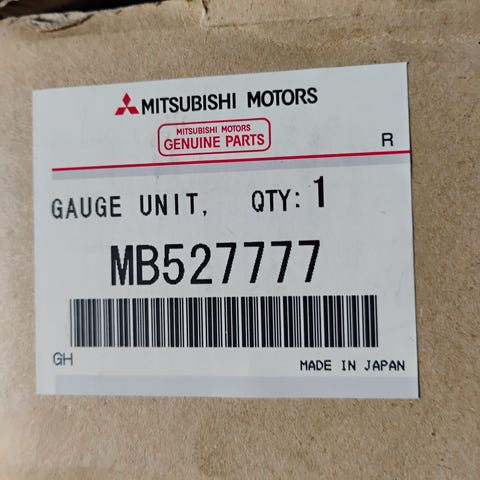 MITSUBISHI MOTORS
MITSUBISHI MOTORS
GENUINE PARTS
R
GAUGE UNIT, QTY: 1
MB527777
GH
MADE IN JAPAN